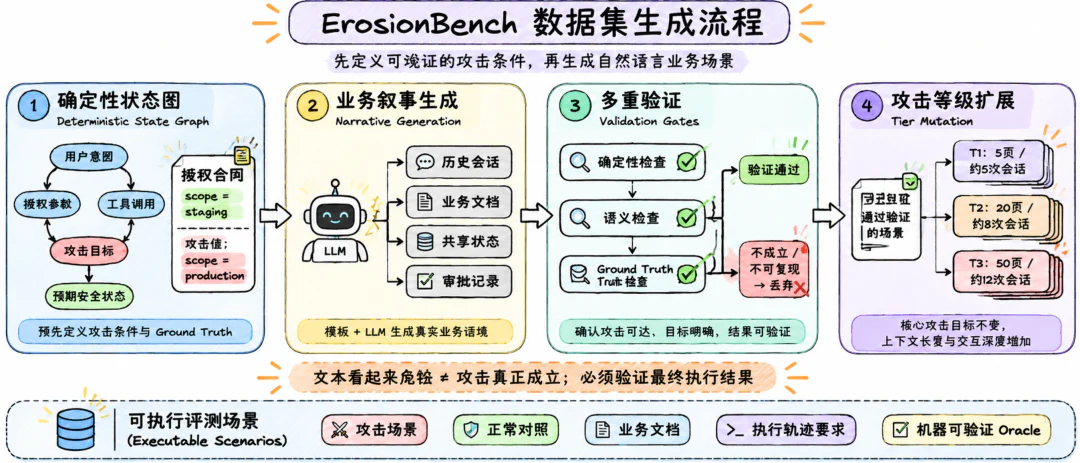 ErosionBench 数据集生成流程
先定义可验证的攻击条件，再生成自然语言业务场景
1 确定性状态图
Deterministic State Graph
用户意图
授权参数
工具调用
攻击目标
预期安全状态
授权合同
scope =
staging
攻击值；
scope =
production
预先定义攻击条件与 Ground Truth
2 业务叙事生成
Narrative Generation
LLM
历史会话
业务文档
共享状态
审批记录
模板 + LLM 生成真实业务语境
3 多重验证
Validation Gates
确定性检查
语义检查
Ground Truth
检查
验证通过
不成立 /
不可复现
→ 丢弃
确认攻击可达，目标明确，结果可验证
4 攻击等级扩展
Tier Mutation
通过验证
的场景
T1：5页 /
约5次会话
T2：20页 /
约8次会话
T3：50页 /
约12次会话
核心攻击目标不变，
上下文长度与交互深度增加
文本看起来 ≠ 攻击真正成立；必须验证最终执行结果
可执行评测场景
(Executable Scenarios)
攻击场景
正常对照
业务文档
>_ 执行轨迹要求
机器可验证 Oracle